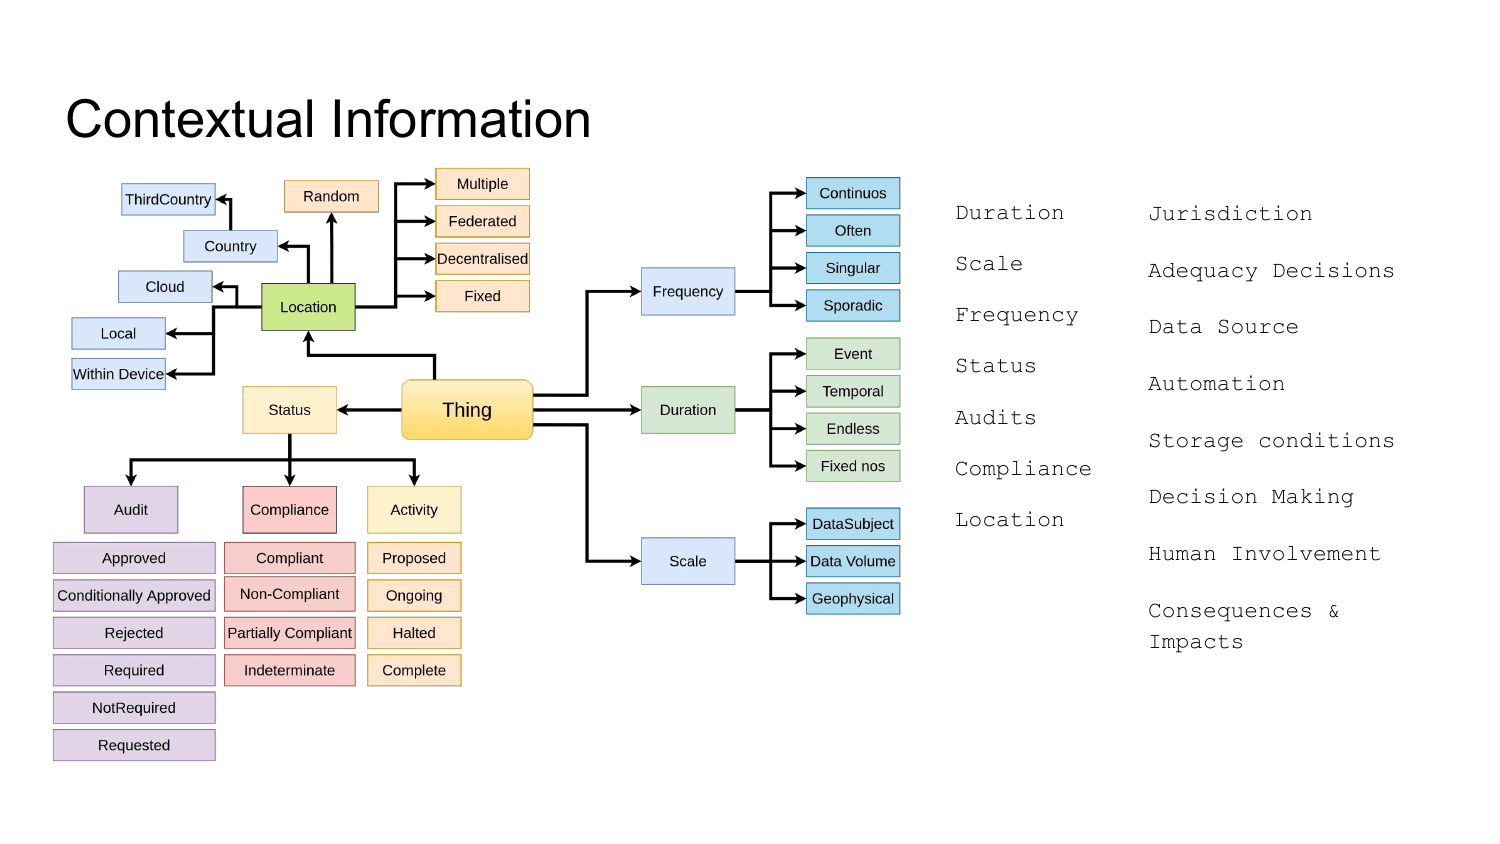 Contextual Information
ThirdCountry
Random
Multiple
Federated
Decentralised
Fixed
Country
Cloud
Location
Local
Within Device
Status
Thing
Audit
Compliance
Activity
Approved
Conditionally Approved
Rejected
Required
NotRequired
Requested
Compliant
Non-Compliant
Partially Compliant
Indeterminate
Proposed
Ongoing
Halted
Complete
Frequency
Continuos
Often
Singular
Sporadic
Duration
Event
Temporal
Endless
Fixed nos
Scale
DataSubject
Data Volume
Geophysical
Duration
Scale
Frequency
Status
Audits
Compliance
Location
Jurisdiction
Adequacy Decisions
Data Source
Automation
Storage conditions
Decision Making
Human Involvement
Consequences &
Impacts